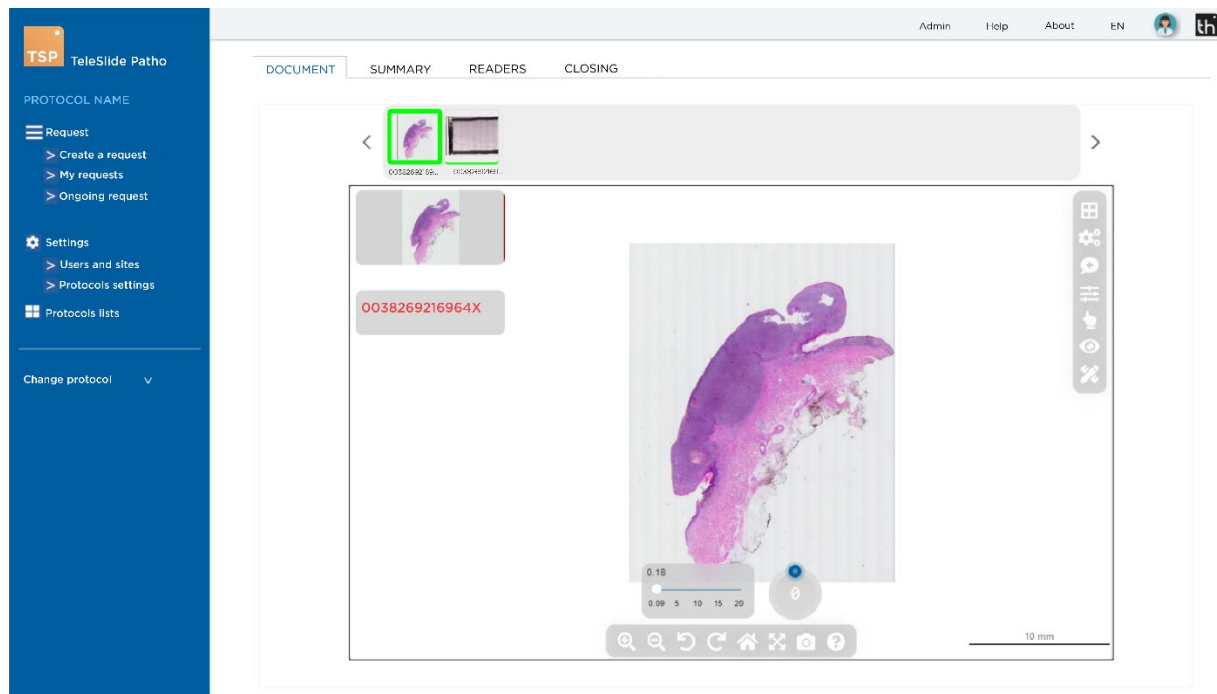 Admin
Help
About
EN
th
TSP
TeleSlide Patho
PROTOCOL NAME
Request
> Create a request
> My requests
> Ongoing request
Settings
> Users and sites
> Protocols settings
Protocols lists
Change protocol
DOCUMENT
SUMMARY
READERS
CLOSING
0038269216964X
0.18
0.09 5 10 15 20
0
10 mm